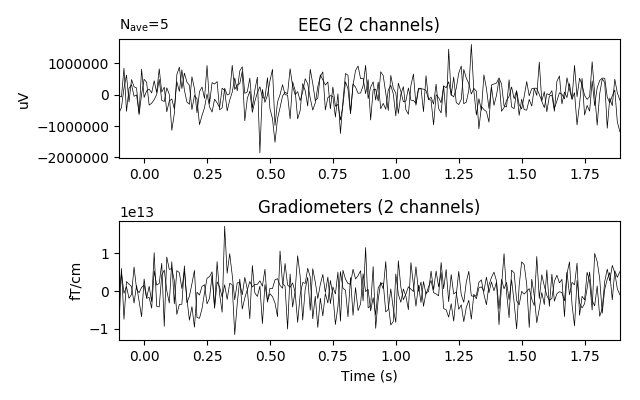 N_ave=5
EEG (2 channels)
uV
1000000
0
−1000000
−2000000
0.00 0.25 0.50 0.75 1.00 1.25 1.50 1.75
Gradiometers (2 channels)
1e13
fT/cm
1
0
−1
0.00 0.25 0.50 0.75 1.00 1.25 1.50 1.75
Time (s)